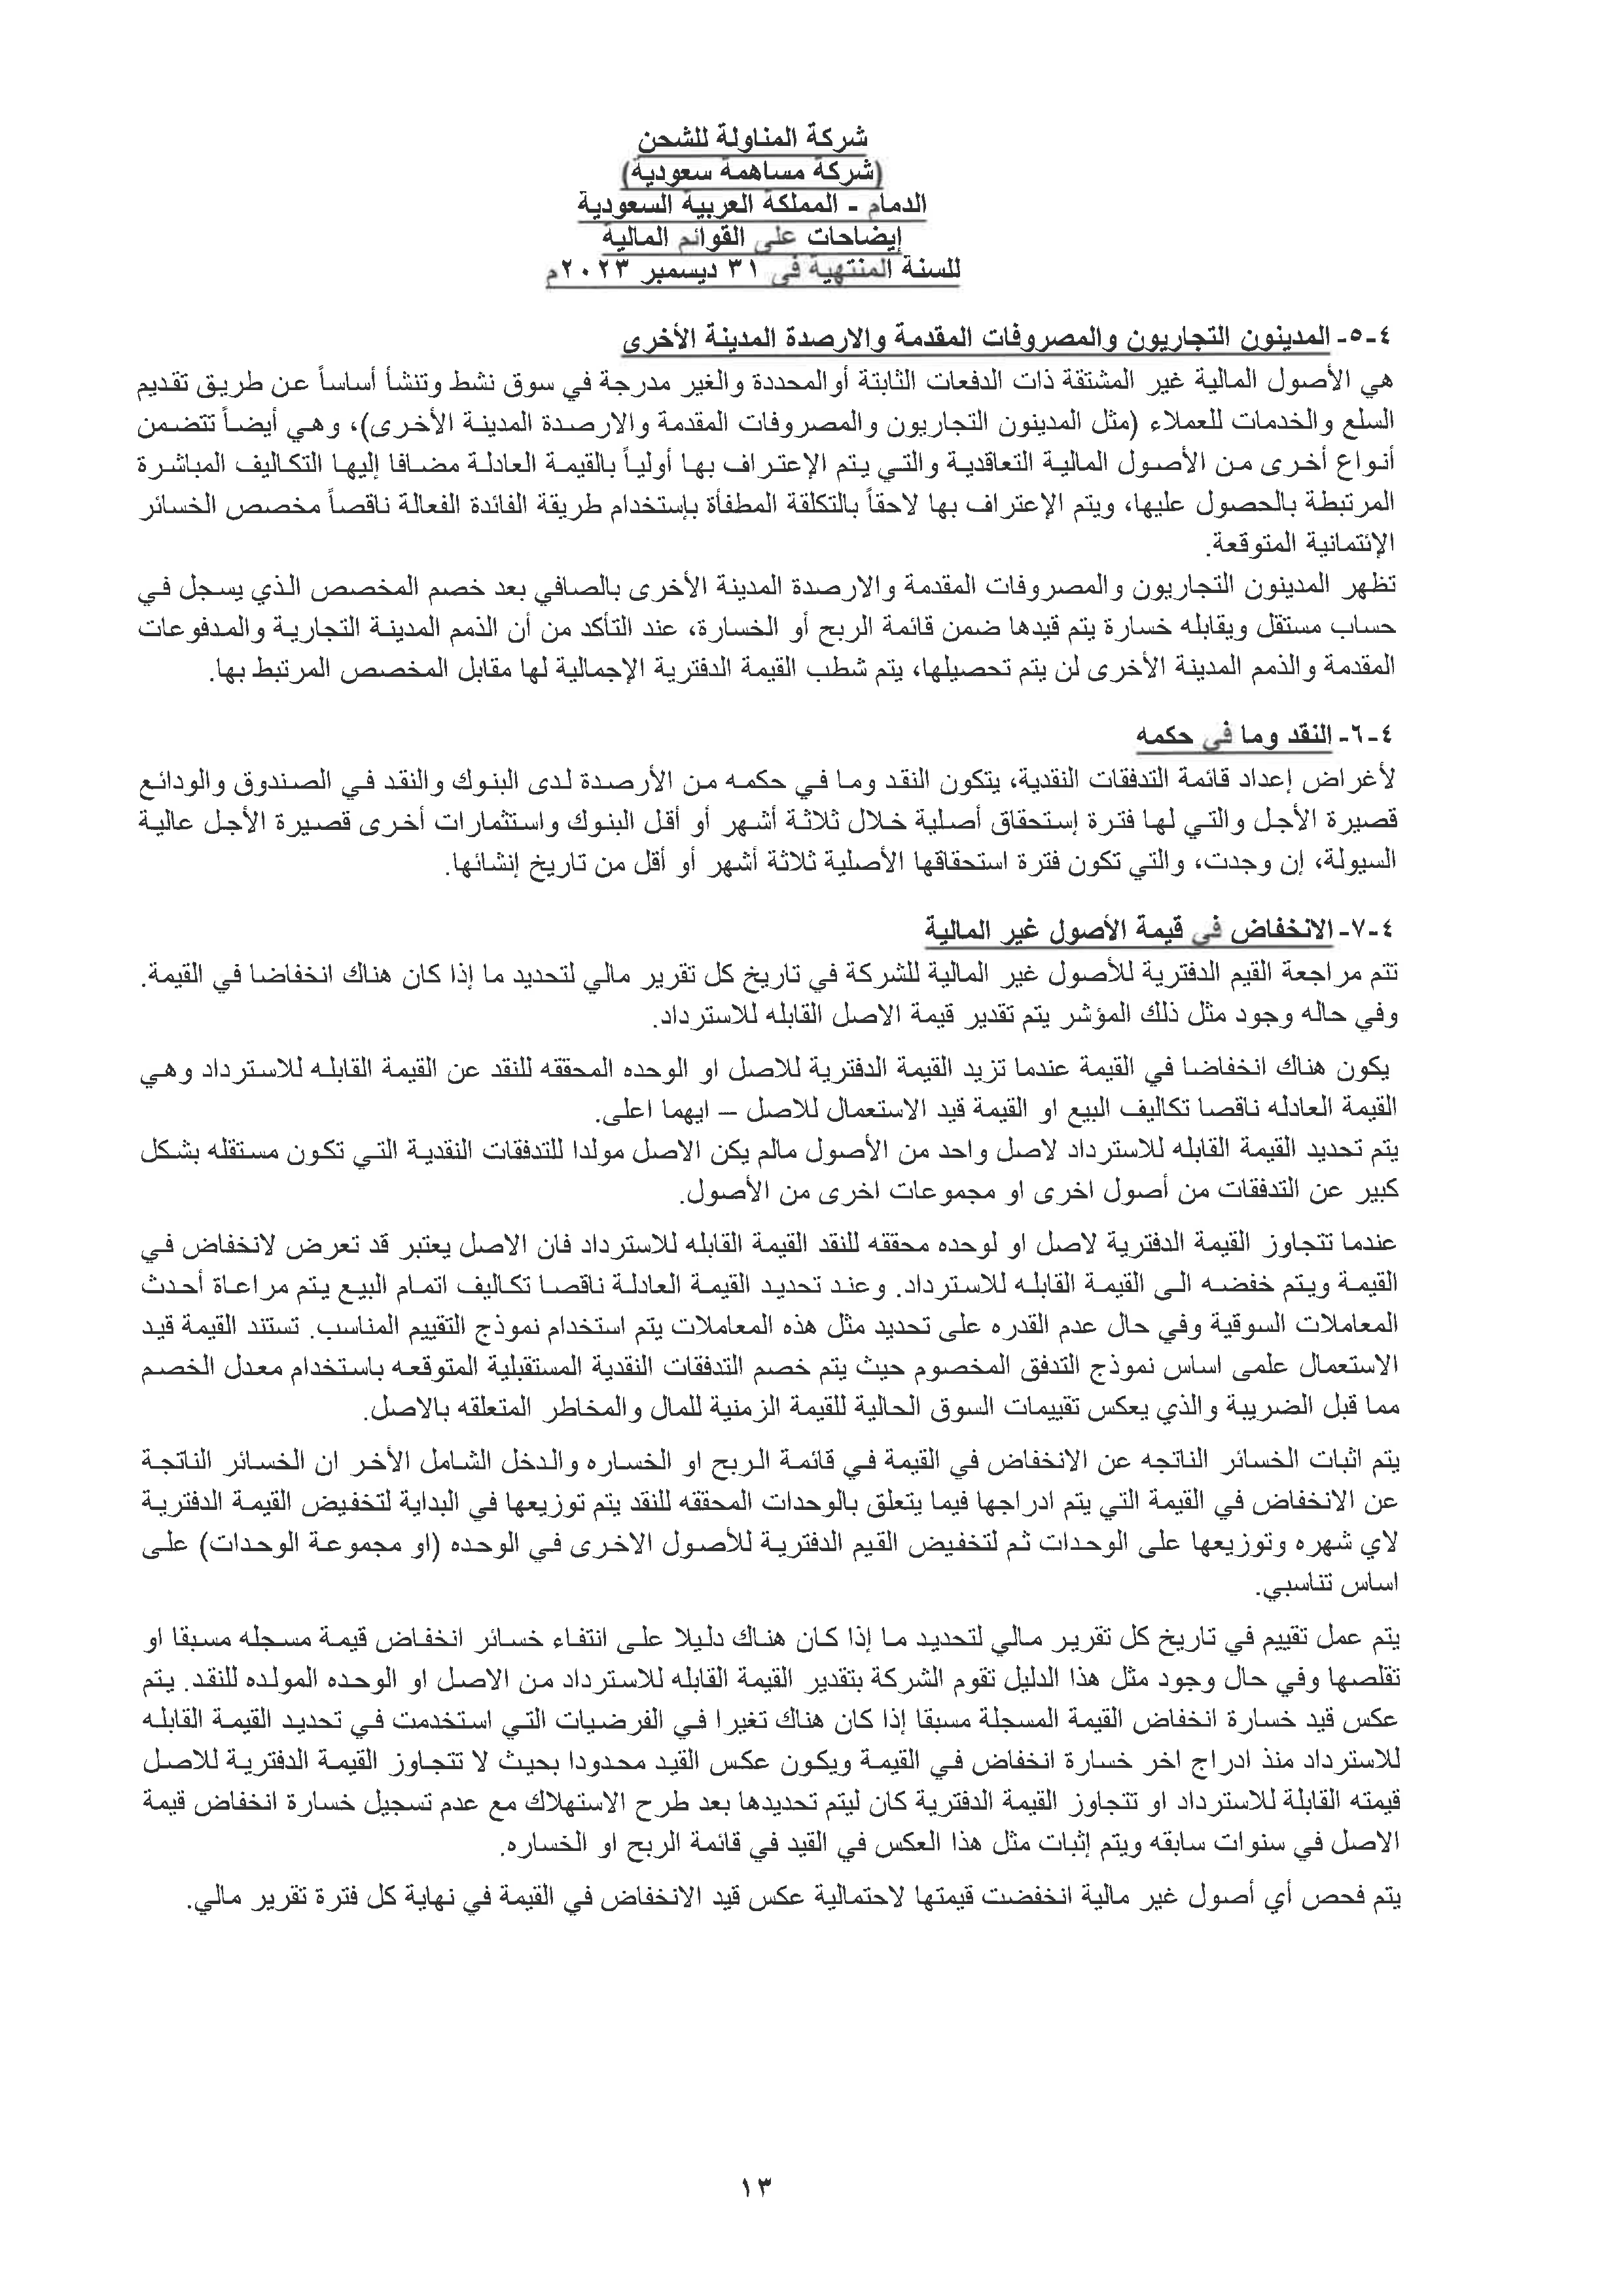 شركة المناولة للشحن
(شركة مساهمة سعودية)
الدمام - المملكة العربية السعودية
إيضاحات على القوائم المالية
للسنة المنتهية في ٣١ ديسمبر ٢٠٢٣م
٤-٥- المدينون التجاريون والمصروفات المقدمة والارصدة المدينة الأخرى
هي الأصول المالية غير المشتقة ذات الدفعات الثابتة أوالمحددة والغير مدرجة في سوق نشط وتنشأ أساساً عن طريق تقديم
السلع والخدمات للعملاء (مثل المدينون التجاريون والمصروفات المقدمة والارصدة المدينة الأخرى)، وهي أيضاً تتضمن
أنواع أخرى من الأصول المالية التعاقدية والتي يتم الإعتراف بها أولياً بالقيمة العادلة مضافا إليها التكاليف المباشرة
المرتبطة بالحصول عليها، ويتم الإعتراف بها لاحقاً بالتكلفة المطفأة بإستخدام طريقة الفائدة الفعالة ناقصاً مخصص الخسائر
الإئتمانية المتوقعة.
تظهر المدينون التجاريون والمصروفات المقدمة والارصدة المدينة الأخرى بالصافي بعد خصم المخصص الذي يسجل في
حساب مستقل ويقابله خسارة يتم قيدها ضمن قائمة الربح أو الخسارة، عند التأكد من أن الذمم المدينة التجارية والمدفوعات
المقدمة والذمم المدينة الأخرى لن يتم تحصيلها، يتم شطب القيمة الدفترية الإجمالية لها مقابل المخصص المرتبط بها.
٤-٦- النقد وما في حكمه
لأغراض إعداد قائمة التدفقات النقدية، يتكون النقد وما في حكمه من الأرصدة لدى البنوك والنقد في الصندوق والودائع
قصيرة الأجل والتي لها فترة إستحقاق أصلية خلال ثلاثة أشهر أو أقل البنوك واستثمارات أخرى قصيرة الأجل عالية
السيولة، إن وجدت، والتي تكون فترة استحقاقها الأصلية ثلاثة أشهر أو أقل من تاريخ إنشائها.
٤-٧- الانخفاض في قيمة الأصول غير المالية
تتم مراجعة القيم الدفترية للأصول غير المالية للشركة في تاريخ كل تقرير مالي لتحديد ما إذا كان هناك انخفاضا في القيمة.
وفي حاله وجود مثل ذلك المؤشر يتم تقدير قيمة الاصل القابله للاسترداد.
يكون هناك انخفاضا في القيمة عندما تزيد القيمة الدفترية للاصل او الوحده المحققه للنقد عن القيمة القابله للاسترداد وهي
القيمة العادله ناقصا تكاليف البيع او القيمة قيد الاستعمال للاصل – ايهما اعلى.
يتم تحديد القيمة القابله للاسترداد لاصل واحد من الأصول مالم يكن الاصل مولدا للتدفقات النقدية التي تكون مستقله بشكل
كبير عن التدفقات من أصول اخرى او مجموعات اخرى من الأصول.
عندما تتجاوز القيمة الدفترية لاصل او لوحده محققه للنقد القيمة القابله للاسترداد فان الاصل يعتبر قد تعرض لانخفاض في
القيمة ويتم خفضه الى القيمة القابله للاسترداد. وعند تحديد القيمة العادلة ناقصا تكاليف اتمام البيع يتم مراعاة أحدث
المعاملات السوقية وفي حال عدم القدره على تحديد مثل هذه المعاملات يتم استخدام نموذج التقييم المناسب. تستند القيمة قيد
الاستعمال علمى اساس نموذج التدفق المخصوم حيث يتم خصم التدفقات النقدية المستقبلية المتوقعه باستخدام معدل الخصم
مما قبل الضريبة والذي يعكس تقييمات السوق الحالية للقيمة الزمنية للمال والمخاطر المتعلقه بالاصل.
يتم اثبات الخسائر الناتجه عن الانخفاض في القيمة في قائمة الربح او الخساره والدخل الشامل الأخر ان الخسائر الناتجة
عن الانخفاض في القيمة التي يتم ادراجها فيما يتعلق بالوحدات المحققه للنقد يتم توزيعها في البداية لتخفيض القيمة الدفترية
لاي شهره وتوزيعها على الوحدات ثم لتخفيض القيم الدفترية للأصول الاخرى في الوحده (او مجموعة الوحدات) على
اساس تناسبي.
يتم عمل تقييم في تاريخ كل تقرير مالي لتحديد ما إذا كان هناك دليلا على انتفاء خسائر انخفاض قيمة مسجله مسبقا او
تقلصها وفي حال وجود مثل هذا الدليل تقوم الشركة بتقدير القيمة القابله للاسترداد من الاصل او الوحده المولده للنقد. يتم
عكس قيد خسارة انخفاض القيمة المسجلة مسبقا إذا كان هناك تغيرا في الفرضيات التي استخدمت في تحديد القيمة القابله
للاسترداد منذ ادراج اخر خسارة انخفاض في القيمة ويكون عكس القيد محدودا بحيث لا تتجاوز القيمة الدفترية للاصل
قيمته القابلة للاسترداد او تتجاوز القيمة الدفترية كان ليتم تحديدها بعد طرح الاستهلاك مع عدم تسجيل خسارة انخفاض قيمة
الاصل في سنوات سابقه ويتم إثبات مثل هذا العكس في القيد في قائمة الربح او الخساره.
يتم فحص أي أصول غير مالية انخفضت قيمتها لاحتمالية عكس قيد الانخفاض في القيمة في نهاية كل فترة تقرير مالي.
١٣